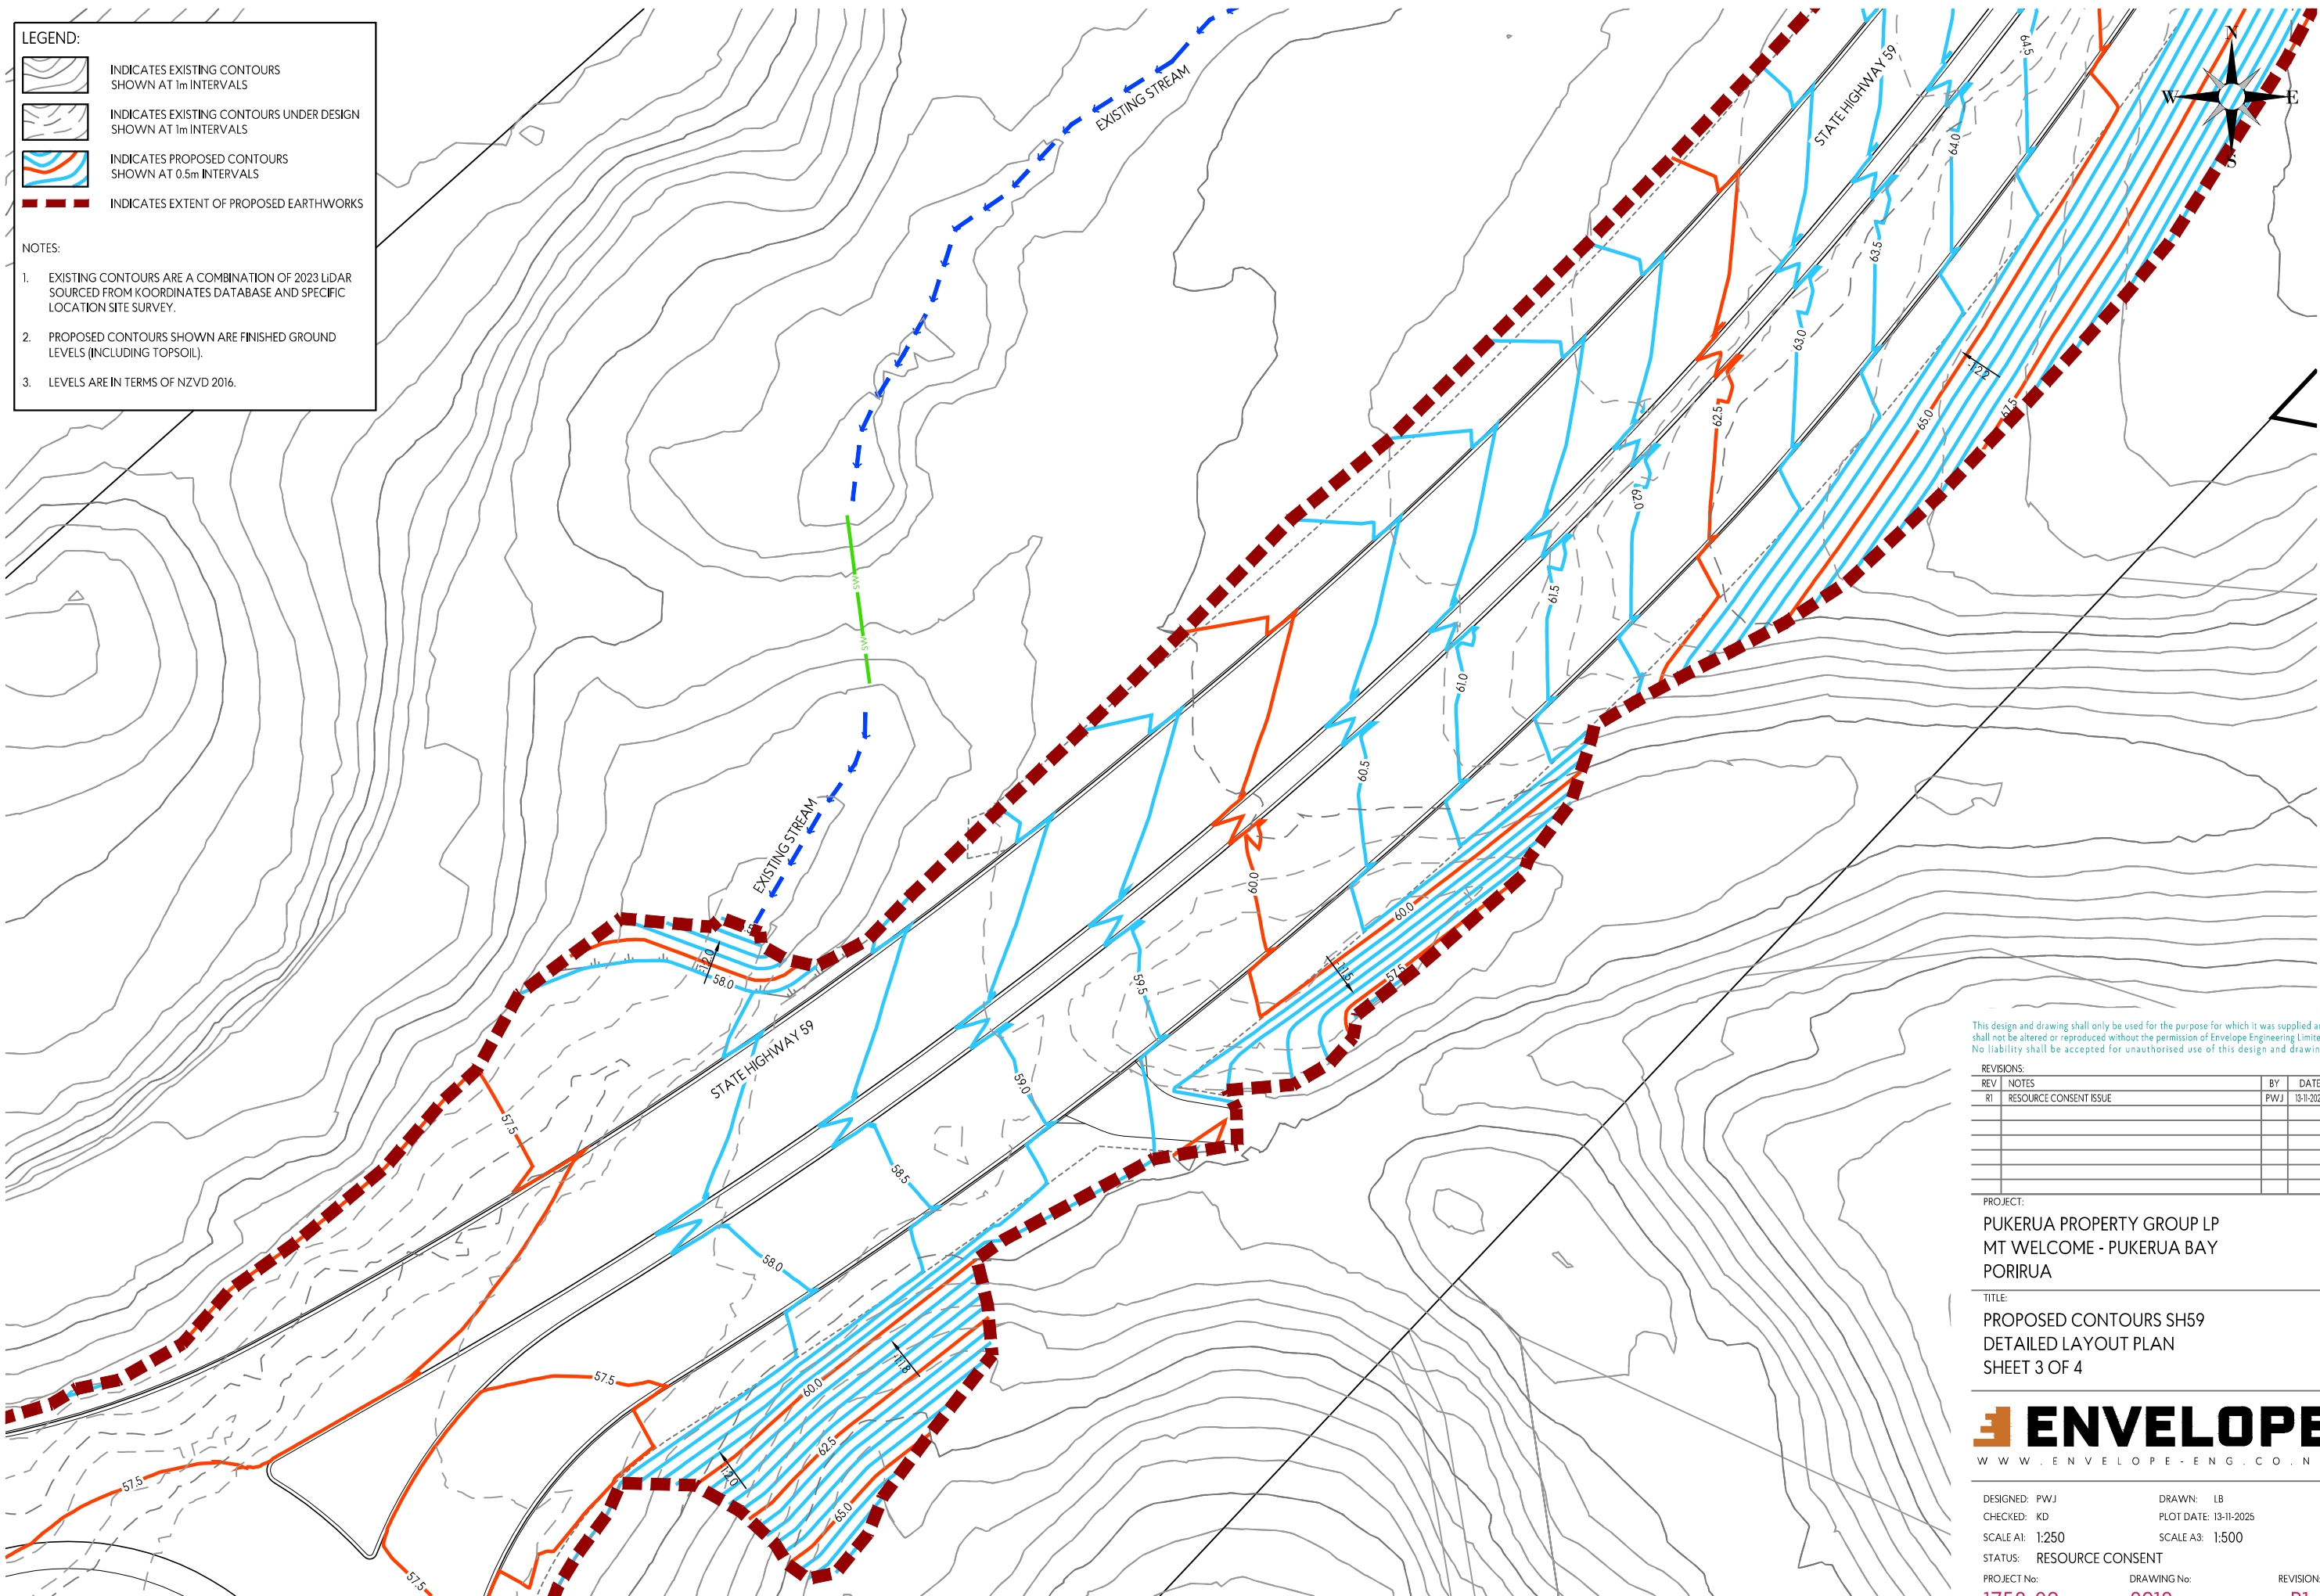 LEGEND:
INDICATES EXISTING CONTOURS
SHOWN AT 1m INTERVALS
INDICATES EXISTING CONTOURS UNDER DESIGN
SHOWN AT 1m INTERVALS
INDICATES PROPOSED CONTOURS
SHOWN AT 0.5m INTERVALS
INDICATES EXTENT OF PROPOSED EARTHWORKS
NOTES:
1. EXISTING CONTOURS ARE A COMBINATION OF 2023 LiDAR
SOURCED FROM KOORDINATES DATABASE AND SPECIFIC
LOCATION SITE SURVEY.
2. PROPOSED CONTOURS SHOWN ARE FINISHED GROUND
LEVELS (INCLUDING TOPSOIL).
3. LEVELS ARE IN TERMS OF NZVD 2016.
EXISTING STREAM
STATE HIGHWAY 59
64.5
N
W
E
S
64.0
63.5
63.0
62.5
62.0
61.5
61.0
60.5
60.0
59.5
59.0
58.5
58.0
65.0
67.5
SW
SW
EXISTING STREAM
58.0
STATE HIGHWAY 59
60.0
57.5
57.5
57.5
57.5
57.5
60.0
62.5
65.0
This design and drawing shall only be used for the purpose for which it was supplied
shall not be altered or reproduced without the permission of Envelope Engineering
No liability shall be accepted for unauthorised use of this design and
REVISIONS:
REV NOTES BY DATE
R1 RESOURCE CONSENT ISSUE PWJ
PROJECT:
PUKERUA PROPERTY GROUP LP
MT WELCOME - PUKERUA BAY
PORIRUA
TITLE:
PROPOSED CONTOURS SH59
DETAILED LAYOUT PLAN
SHEET 3 OF 4
ENVELOPE
WWW.ENVELOPE-ENG.CO.N
DESIGNED: PWJ DRAWN: LB
CHECKED: KD PLOT DATE: 13-11-2025
SCALE A1: 1:250 SCALE A3: 1:500
STATUS: RESOURCE CONSENT
PROJECT No: DRAWING No: REVISION: